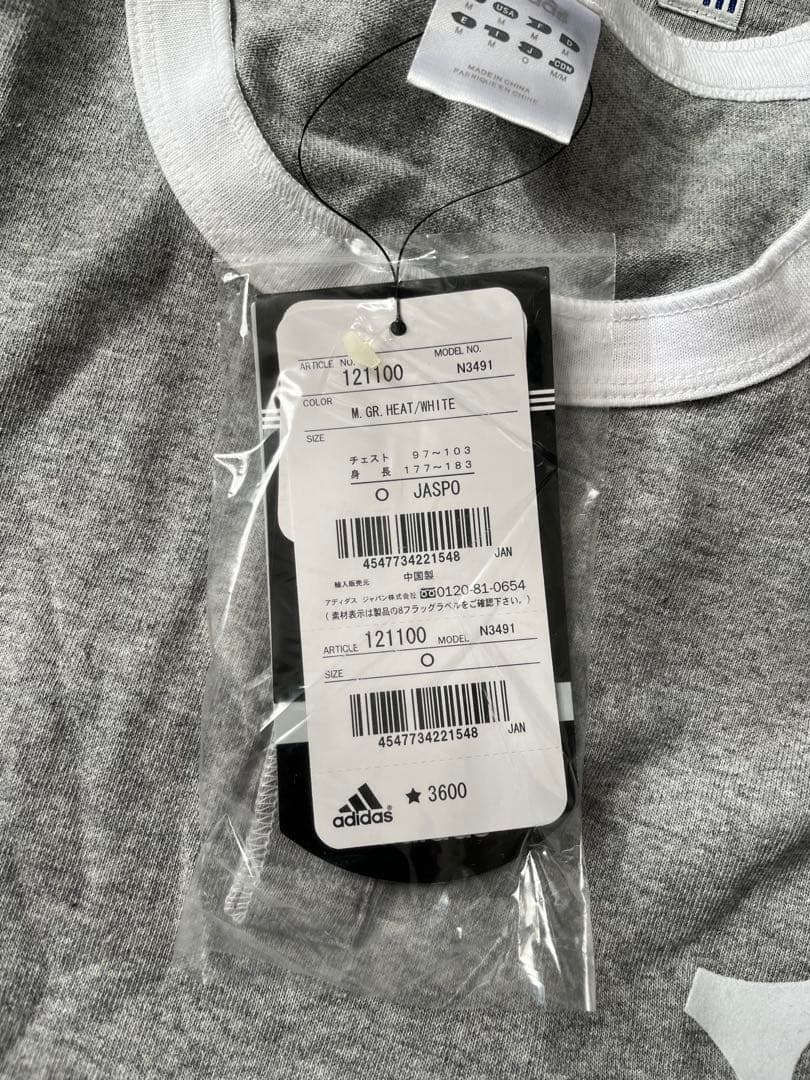 USA F D
M M M M
E I J CDN
M M O M/M
MADE IN CHINA
FABRIQUE EN CHINE
ARTICLE NO. MODEL NO.
121100 N3491
COLOR
M.GR.HEAT/WHITE
SIZE
チェスト 97~103
身長 177~183
O JASPO
4547734221548 JAN
輸入販売元 中国製
アディダス ジャパン株式会社 0120-81-0654
(素材表示は製品の8フラッグラベルをご確認下さい。)
ARTICLE 121100 MODEL N3491
SIZE O
4547734221548 JAN
adidas ★3600